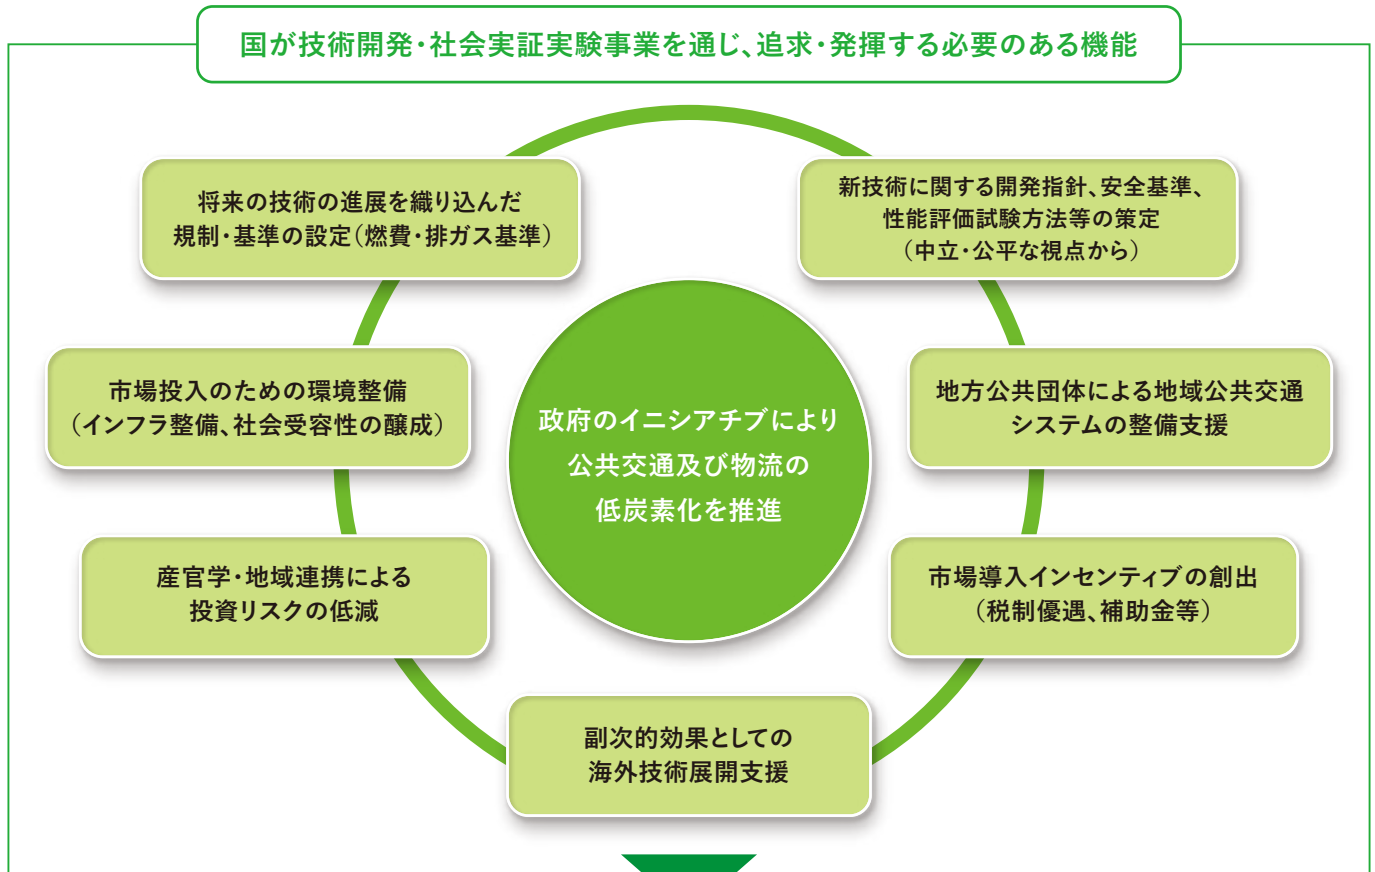 国が技術開発・社会実証実験事業を通じ、追求・発揮する必要のある機能
将来の技術の進展を織り込んだ
規制・基準の設定（燃費・排ガス基準）
新技術に関する開発指針、安全基準、
性能評価試験方法等の策定
（中立・公平な視点から）
市場投入のための環境整備
（インフラ整備、社会受容性の醸成）
政府のイニシアチブにより
公共交通及び物流の
低炭素化を推進
地方公共団体による地域公共交通
システムの整備支援
産官学・地域連携による
投資リスクの低減
市場導入インセンティブの創出
（税制優遇、補助金等）
副次的効果としての
海外技術展開支援